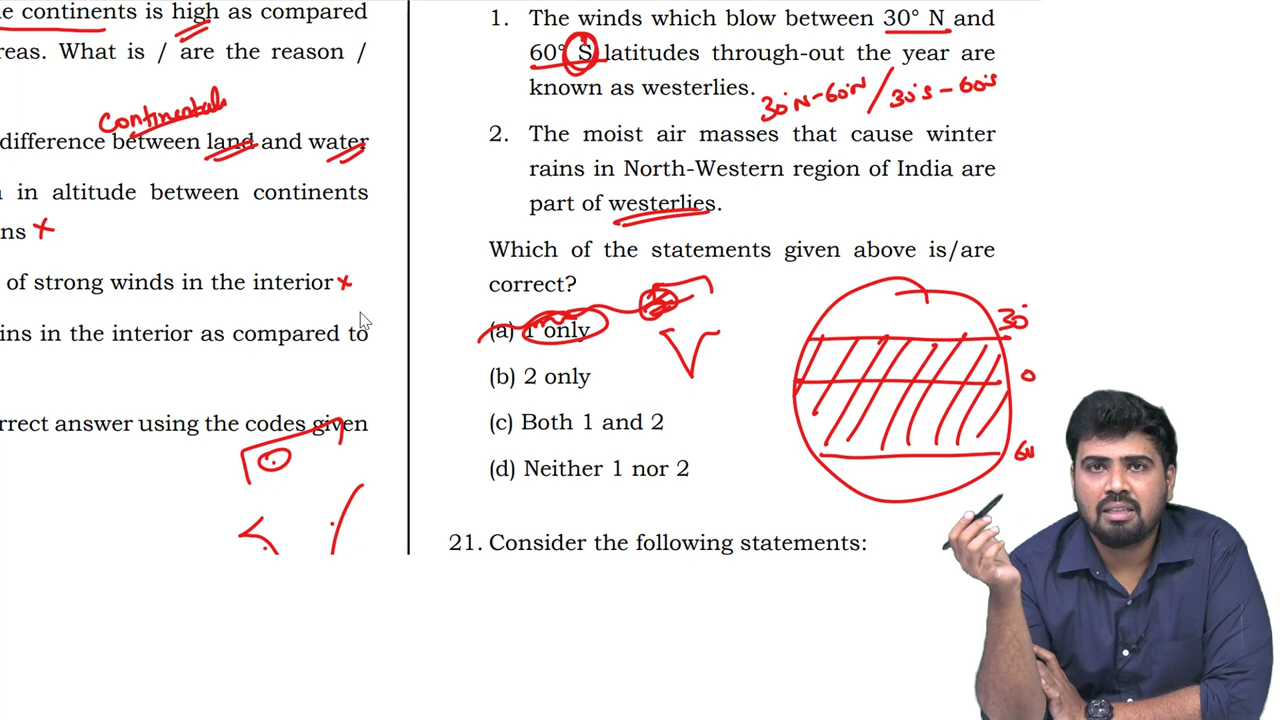 e continents is high as compared
reas. What is / are the reason /
Continental
difference between land and water
n in altitude between continents
ns x
of strong winds in the interior x
ins in the interior as compared to
rrect answer using the codes given
1. The winds which blow between 30° N and
60° S latitudes through-out the year are
known as westerlies.
30°N-60°N / 30°S-60°S
2. The moist air masses that cause winter
rains in North-Western region of India are
part of westerlies.
Which of the statements given above is/are
correct?
(a) 1 only
(b) 2 only
(c) Both 1 and 2
(d) Neither 1 nor 2
30°
0
21. Consider the following statements: